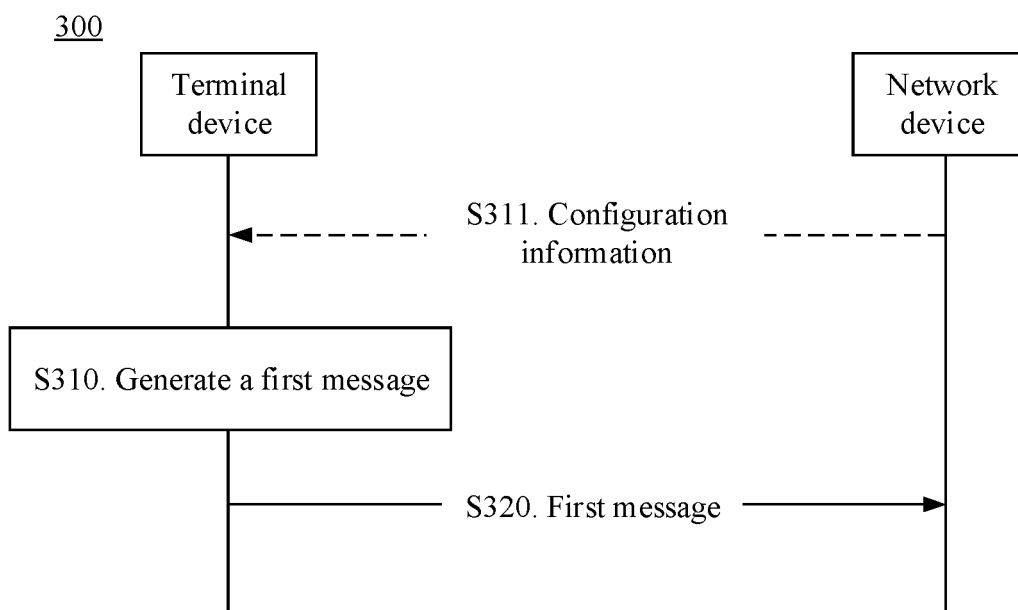 300
Terminal
device
Network
device
S311. Configuration
information
S310. Generate a first message
S320. First message